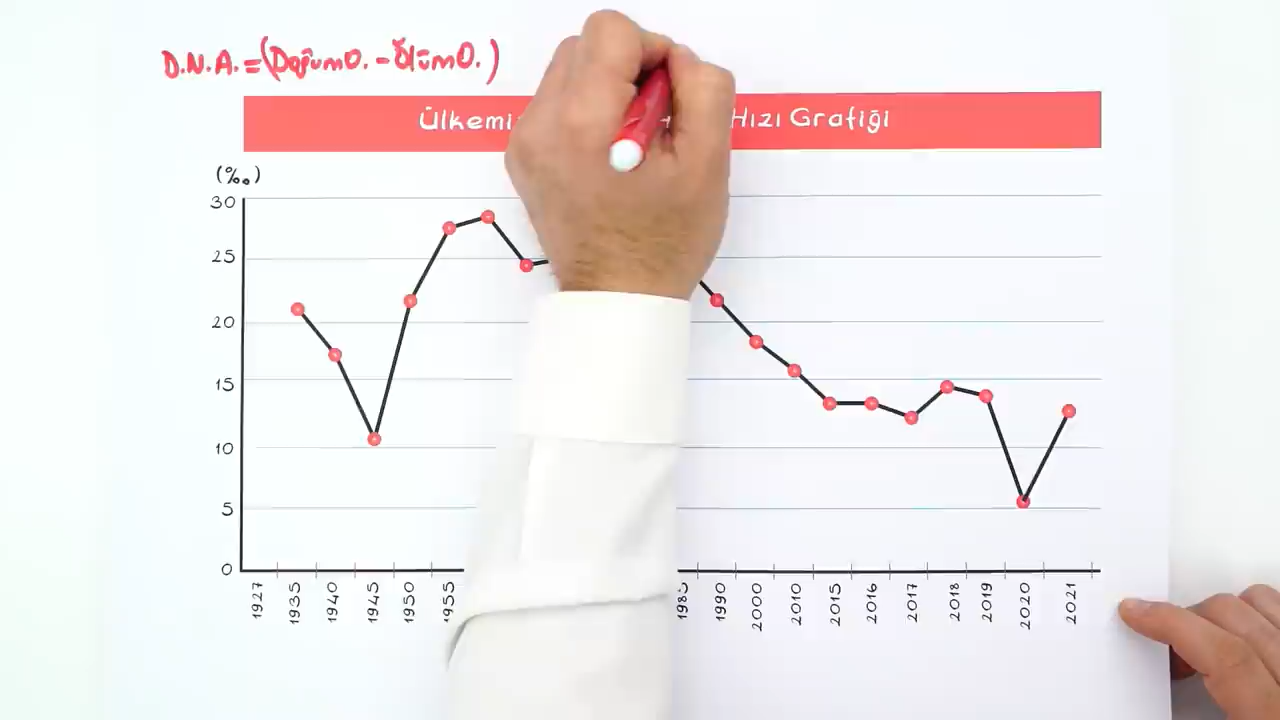 D.N.A. = (Doğum O. - Ölüm O.)
Hızı Grafiği
(‰)
30
25
20
15
10
5
0
1927 1935 1940 1945 1950 1955 1985 1990 2000 2010 2015 2016 2017 2018 2019 2020 2021